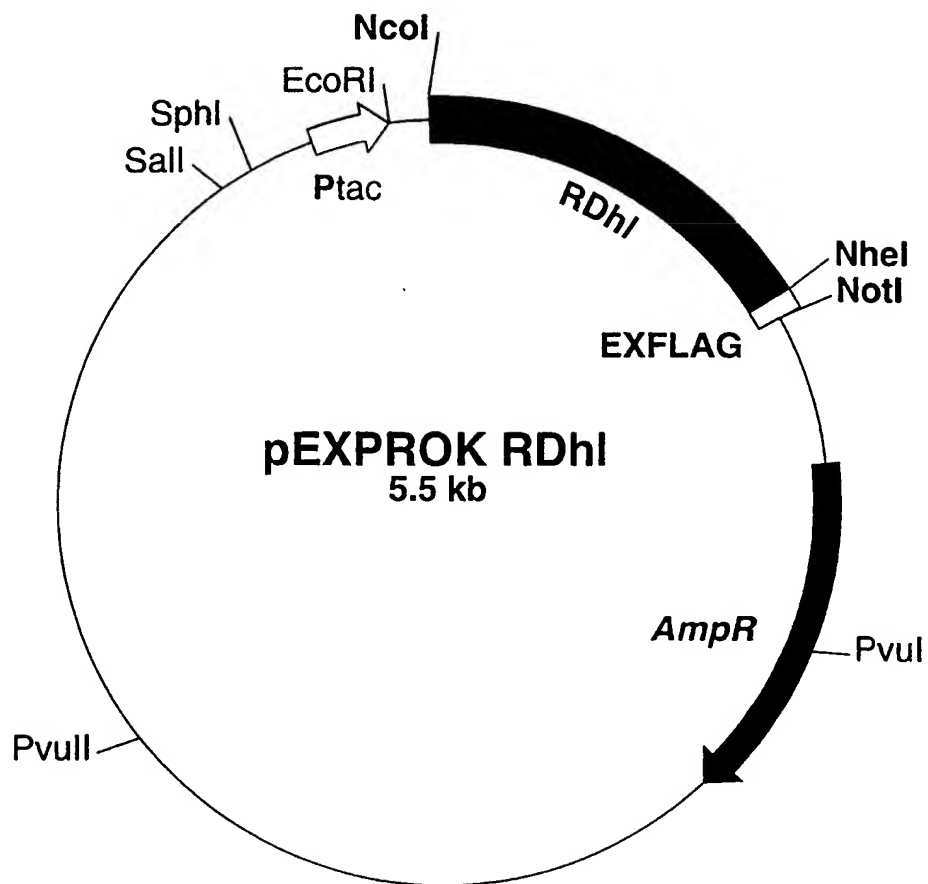 NcoI
EcoRI
SphI
SalI
Ptac
RDhI
NheI
NotI
EXFLAG
pEXPROK RDhI
5.5 kb
AmpR
PvuI
PvuII